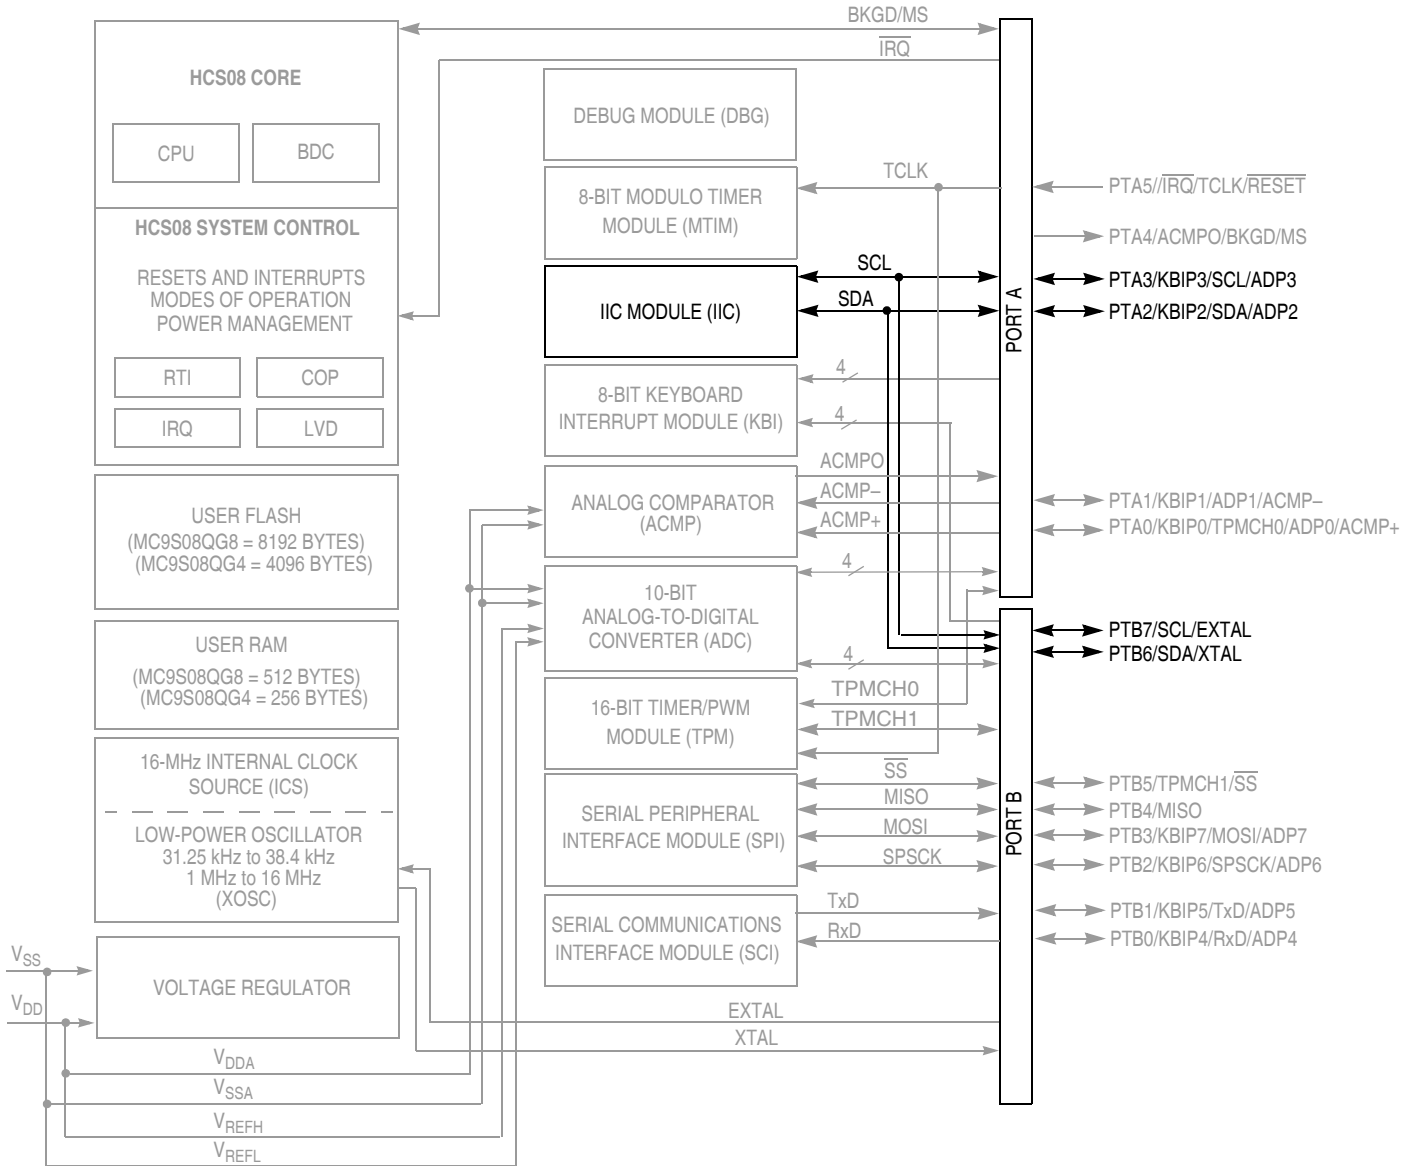 BKGD/MS
IRQ
HCS08 CORE
CPU
BDC
HCS08 SYSTEM CONTROL
RESETS AND INTERRUPTS
MODES OF OPERATION
POWER MANAGEMENT
RTI
COP
IRQ
LVD
USER FLASH
(MC9S08QG8 = 8192 BYTES)
(MC9S08QG4 = 4096 BYTES)
USER RAM
(MC9S08QG8 = 512 BYTES)
(MC9S08QG4 = 256 BYTES)
16-MHz INTERNAL CLOCK
SOURCE (ICS)
LOW-POWER OSCILLATOR
31.25 kHz to 38.4 kHz
1 MHz to 16 MHz
(XOSC)
VSS
VDD
VOLTAGE REGULATOR
VDDA
VSSA
VREFH
VREFL
DEBUG MODULE (DBG)
8-BIT MODULO TIMER
MODULE (MTIM)
TCLK
IIC MODULE (IIC)
SCL
SDA
8-BIT KEYBOARD
INTERRUPT MODULE (KBI)
4
4
ANALOG COMPARATOR
(ACMP)
ACMPO
ACMP–
ACMP+
10-BIT
ANALOG-TO-DIGITAL
CONVERTER (ADC)
4
4
16-BIT TIMER/PWM
MODULE (TPM)
TPMCH0
TPMCH1
SERIAL PERIPHERAL
INTERFACE MODULE (SPI)
SS
MISO
MOSI
SPSCK
SERIAL COMMUNICATIONS
INTERFACE MODULE (SCI)
TxD
RxD
EXTAL
XTAL
PORT A
PTA5//IRQ/TCLK/RESET
PTA4/ACMPO/BKGD/MS
PTA3/KBIP3/SCL/ADP3
PTA2/KBIP2/SDA/ADP2
PTA1/KBIP1/ADP1/ACMP–
PTA0/KBIP0/TPMCH0/ADP0/ACMP+
PORT B
PTB7/SCL/EXTAL
PTB6/SDA/XTAL
PTB5/TPMCH1/SS
PTB4/MISO
PTB3/KBIP7/MOSI/ADP7
PTB2/KBIP6/SPSCK/ADP6
PTB1/KBIP5/TxD/ADP5
PTB0/KBIP4/RxD/ADP4